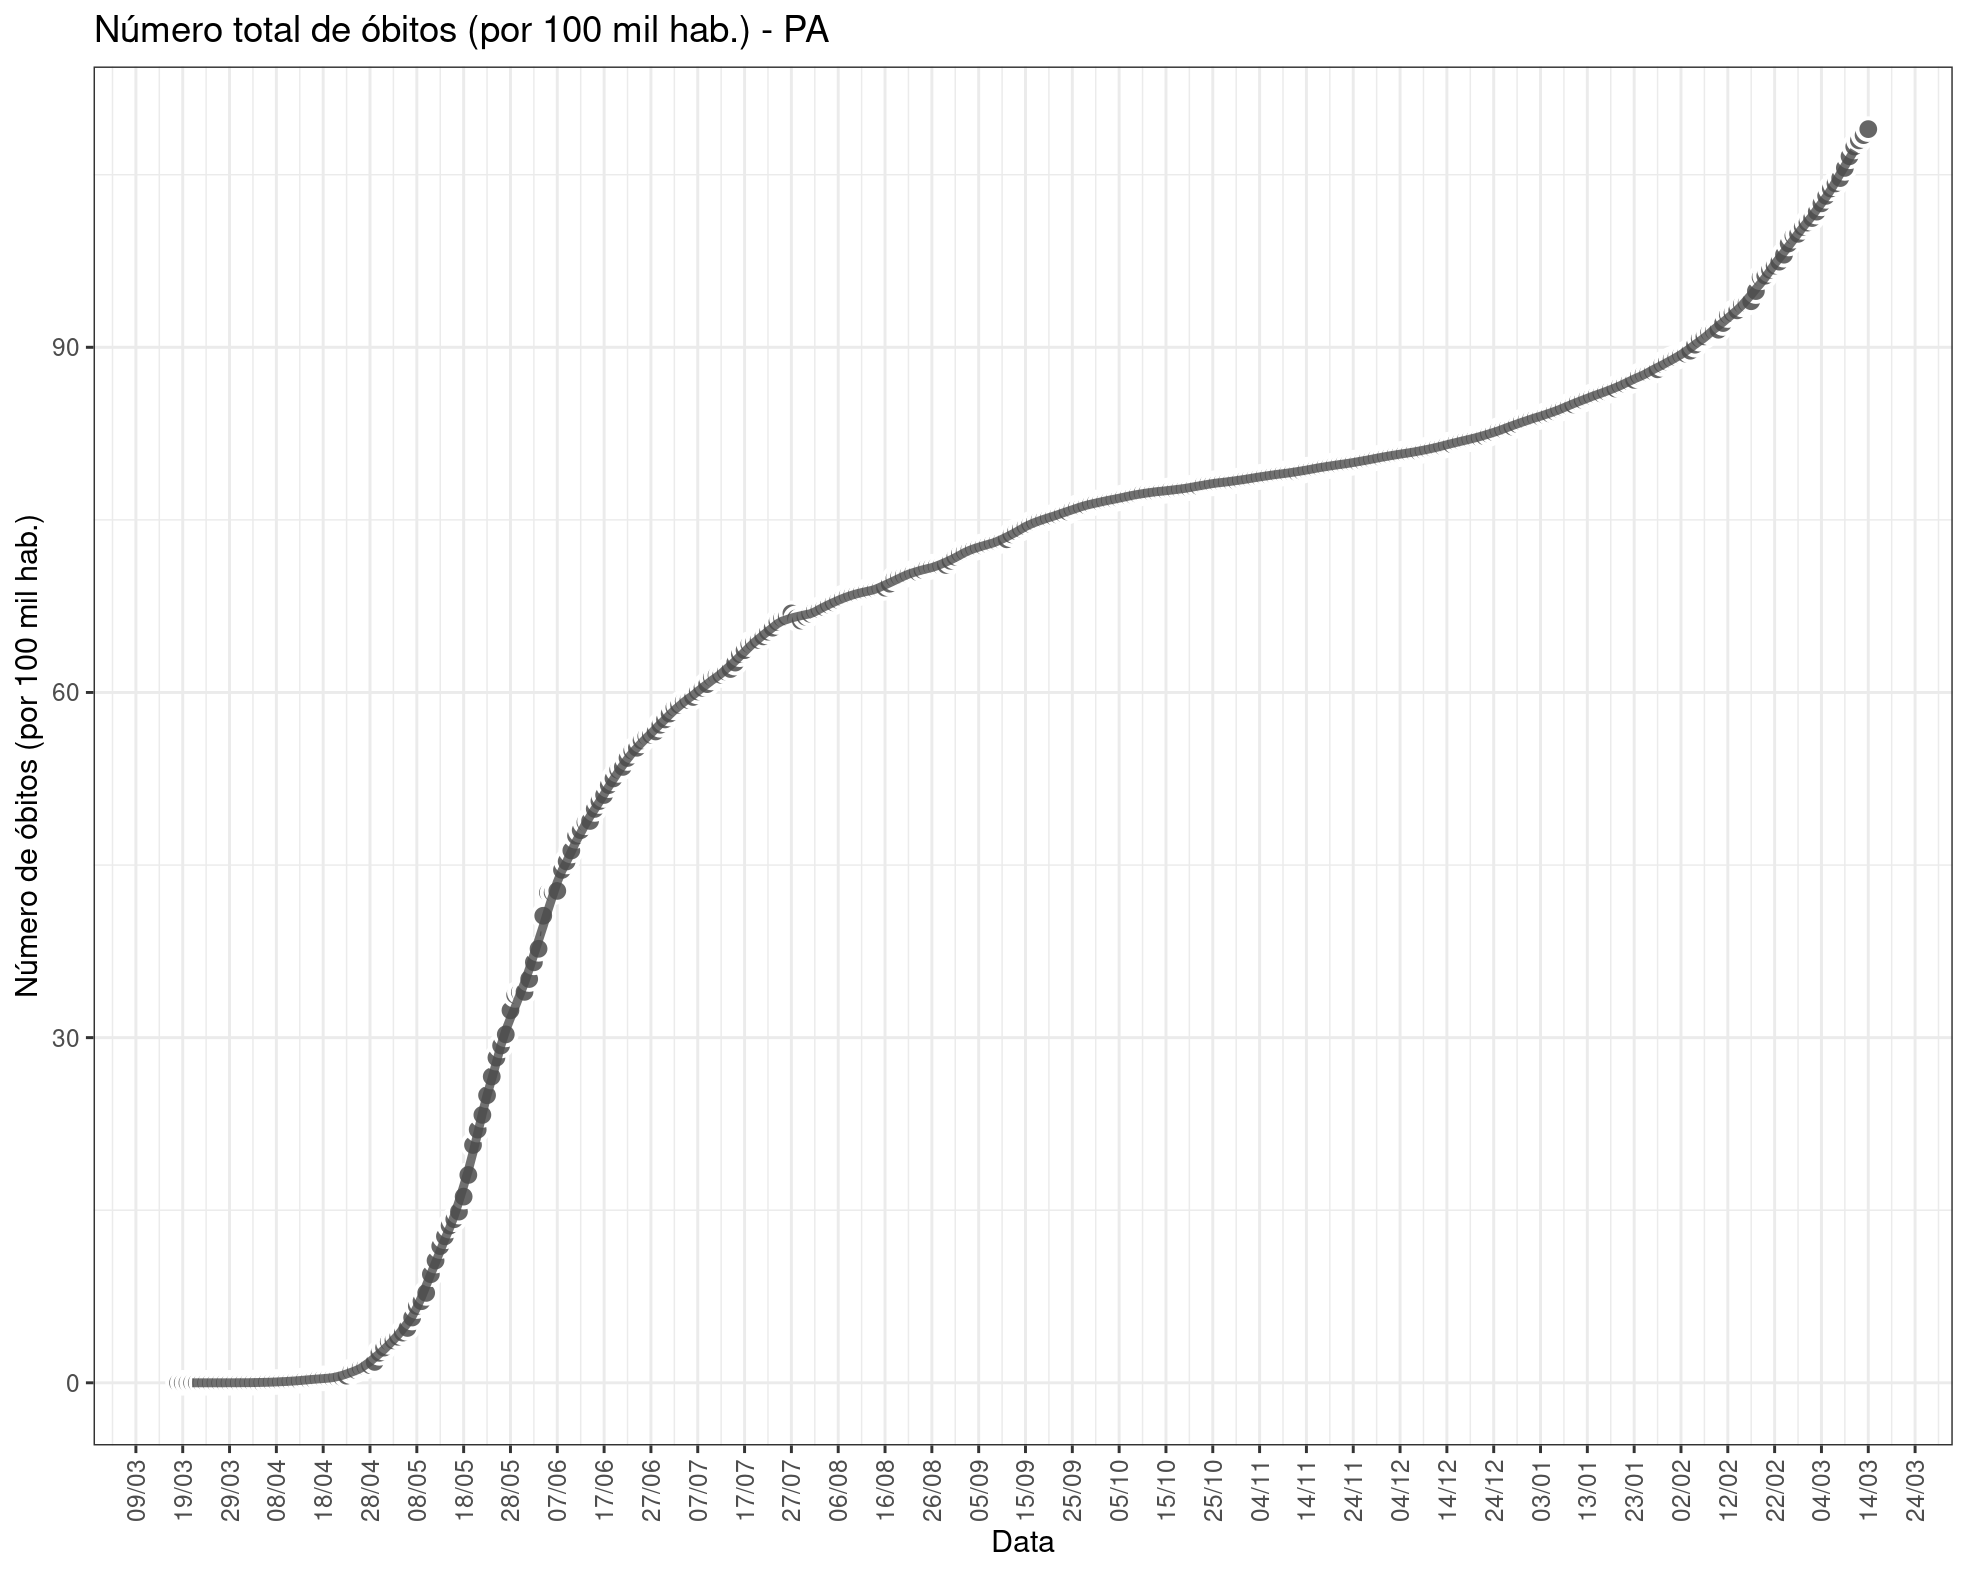 Número total de óbitos (por 100 mil hab.) - PA
Número de óbitos (por 100 mil hab.)
90
60
30
0
09/03 19/03 29/03 08/04 18/04 28/04 08/05 18/05 28/05 07/06 17/06 27/06 07/07 17/07 27/07 06/08 16/08 26/08 05/09 15/09 25/09 05/10 15/10 25/10 04/11 14/11 24/11 04/12 14/12 24/12 03/01 13/01 23/01 02/02 12/02 22/02 04/03 14/03 24/03
Data